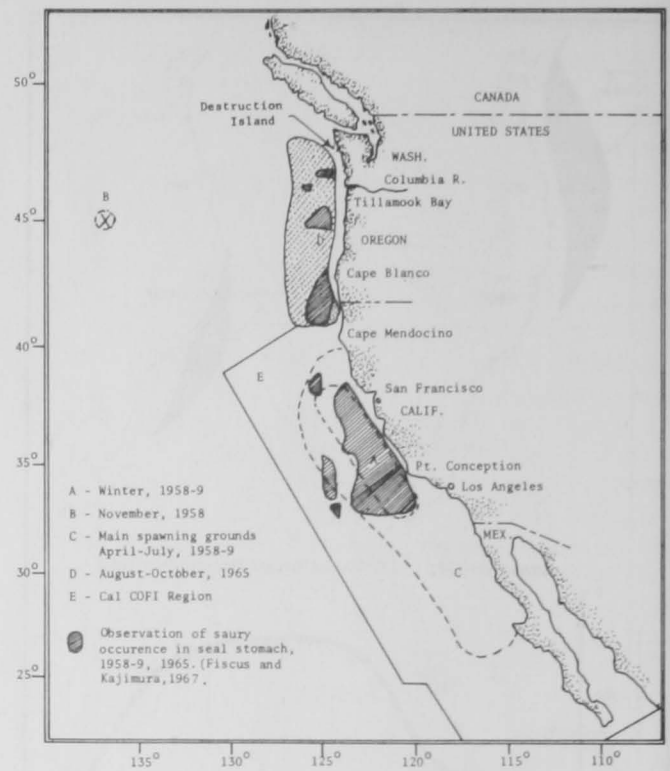 50°
45°
40°
35°
30°
25°
135°
130°
125°
120°
115°
110°
CANADA
UNITED STATES
Destruction
Island
WASH.
Columbia R.
Tillamook Bay
B
D
OREGON
Cape Blanco
Cape Mendocino
E
San Francisco
CALIF.
A
Pt. Conception
Los Angeles
MEX.
C
A - Winter, 1958-9
B - November, 1958
C - Main spawning grounds
April-July, 1958-9
D - August-October, 1965
E - Cal COFI Region
Observation of saury
occurence in seal stomach,
1958-9, 1965. (Fiscus and
Kajimura,1967.